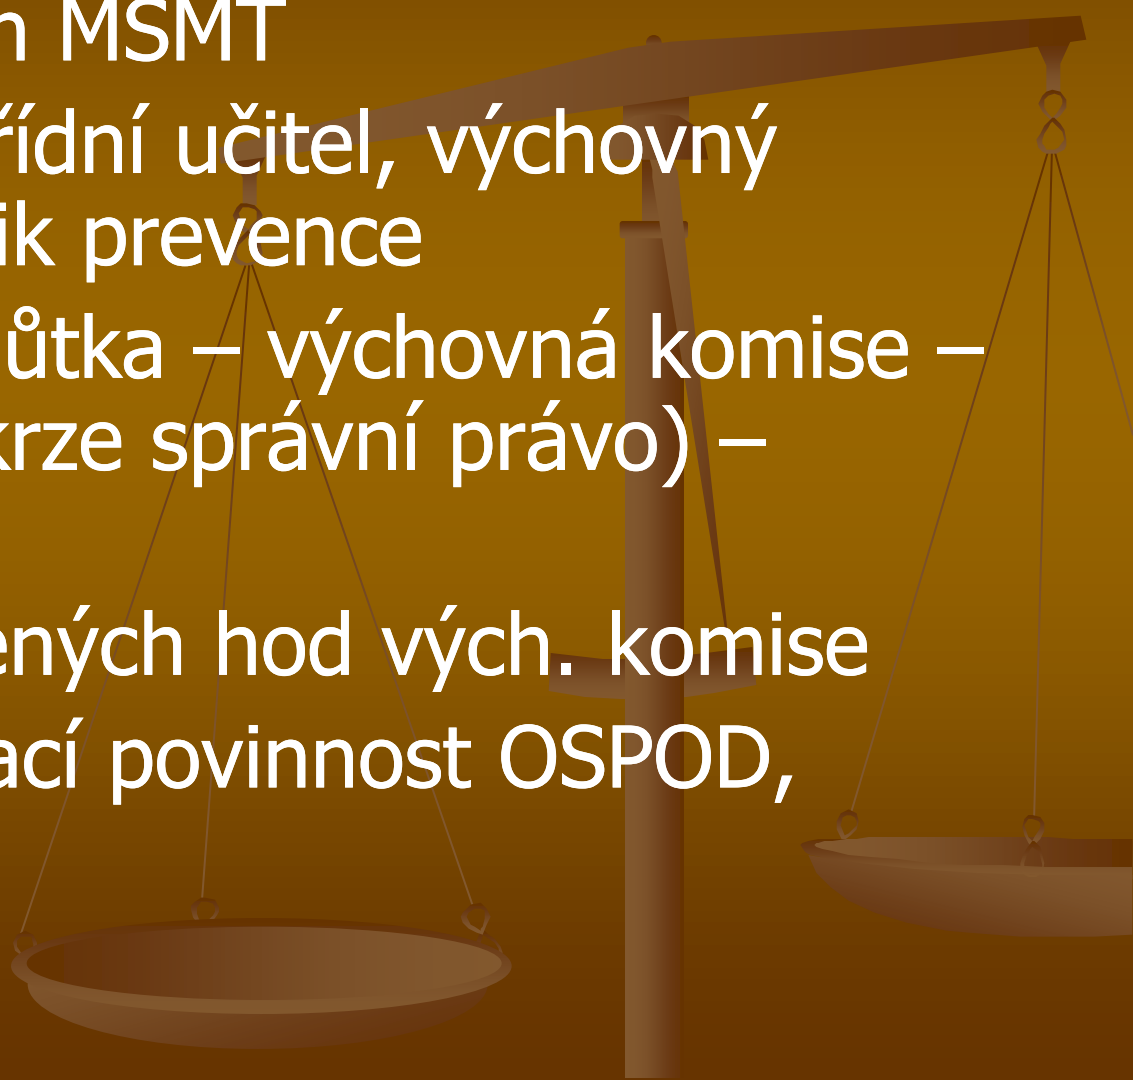 n MSMT
řídní učitel, výchovný
ik prevence
ůtka – výchovná komise –
krze správní právo) –
ených hod vých. komise
ací povinnost OSPOD,